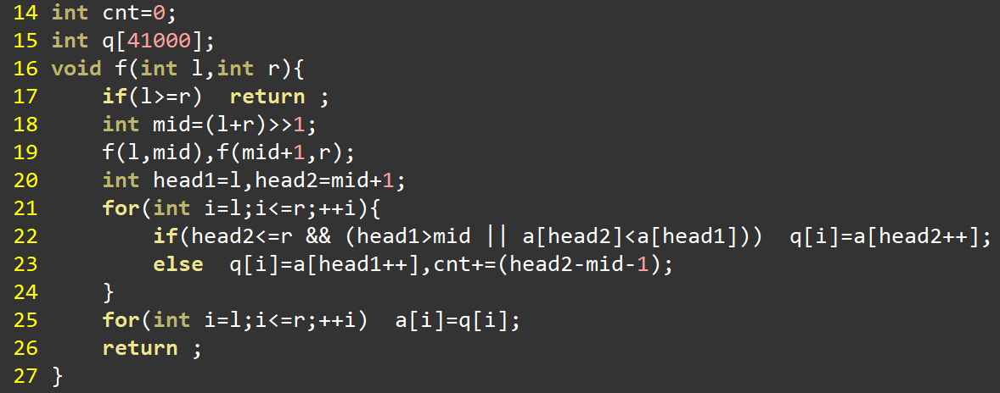 14 int cnt=0;
15 int q[41000];
16 void f(int l,int r){
17     if(l>=r)  return ;
18     int mid=(l+r)>>1;
19     f(l,mid),f(mid+1,r);
20     int head1=l,head2=mid+1;
21     for(int i=l;i<=r;++i){
22         if(head2<=r && (head1>mid || a[head2]<a[head1]))  q[i]=a[head2++];
23         else  q[i]=a[head1++],cnt+=(head2-mid-1);
24     }
25     for(int i=l;i<=r;++i)  a[i]=q[i];
26     return ;
27 }